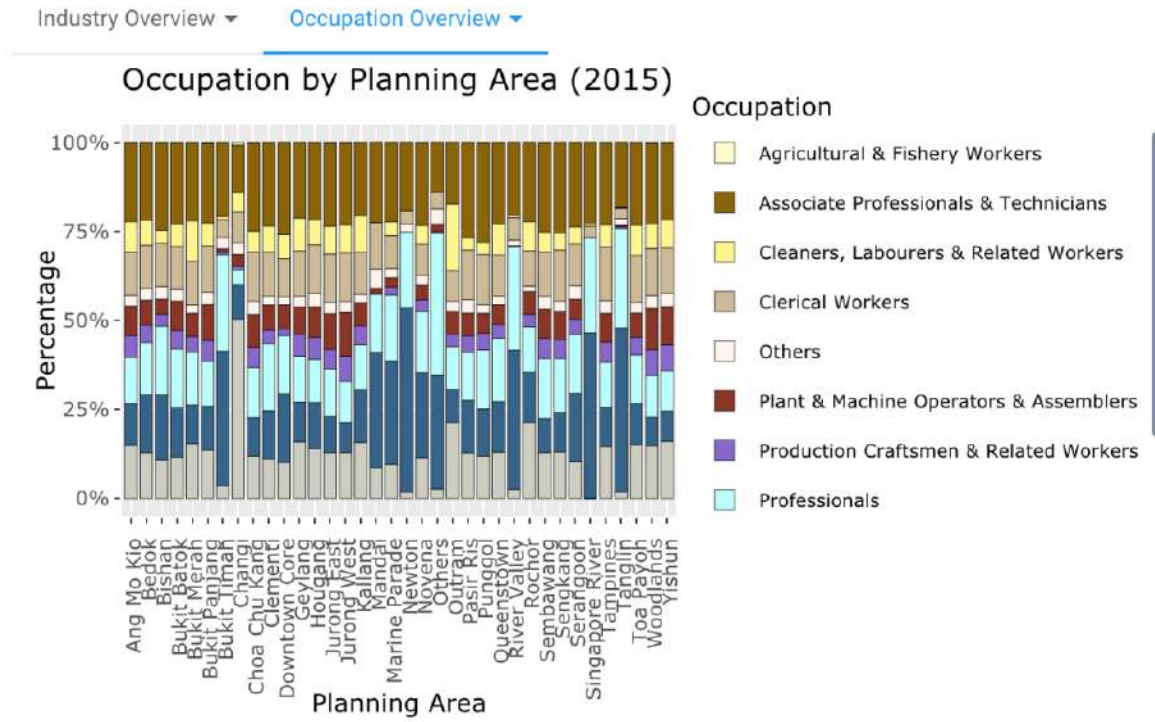 Industry Overview
Occupation Overview
Occupation by Planning Area (2015)
Occupation
Agricultural & Fishery Workers
Associate Professionals & Technicians
Cleaners, Labourers & Related Workers
Clerical Workers
Others
Plant & Machine Operators & Assemblers
Production Craftsmen & Related Workers
Professionals
Percentage
100%
75%
50%
25%
0%
Ang Mo Kio
Bedok
Bishan
Bukit Batok
Bukit Merah
Bukit Panjang
Bukit Timah
Changi
Choa Chu Kang
Clementi
Downtown Core
Geylang
Hougang
Jurong East
Jurong West
Kallang
Mandai
Marine Parade
Newton
Novena
Others
Outram
Pasir Ris
Punggol
Queenstown
River Valley
Rochor
Sembawang
Sengkang
Serangoon
Singapore River
Tampines
Tanglin
Toa Payoh
Woodlands
Yishun
Planning Area